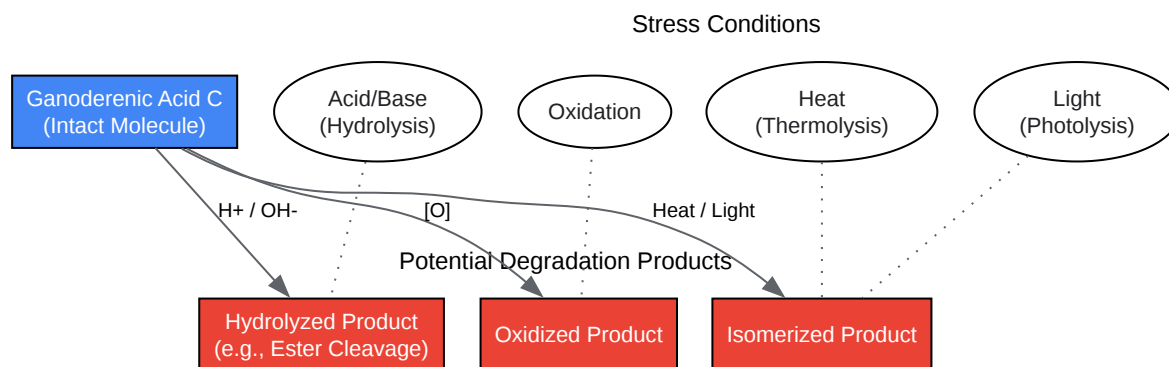 Stress Conditions
Ganoderenic Acid C
(Intact Molecule)
Acid/Base
(Hydrolysis)
Oxidation
Heat
(Thermolysis)
Light
(Photolysis)
H+ / OH-
[O]
Heat / Light
Potential Degradation Products
Hydrolyzed Product
(e.g., Ester Cleavage)
Oxidized Product
Isomerized Product